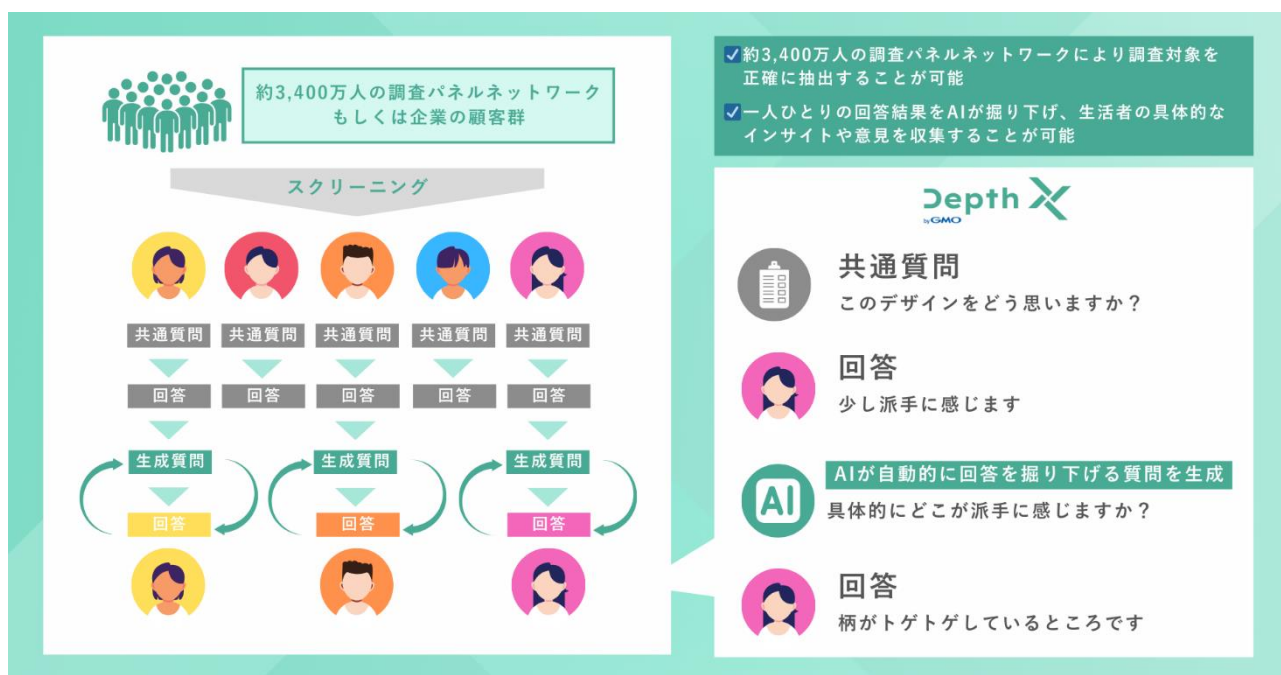 約3,400万人の調査パネルネットワーク
もしくは企業の顧客群
スクリーニング
共通質問 共通質問 共通質問 共通質問 共通質問
回答 回答 回答 回答 回答
生成質問 生成質問 生成質問
回答 回答 回答
約3,400万人の調査パネルネットワークにより調査対象を
正確に抽出することが可能
一人ひとりの回答結果をAIが掘り下げ、生活者の具体的な
インサイトや意見を収集することが可能
Depth X
by GMO
共通質問
このデザインをどう思いますか？
回答
少し派手に感じます
AIが自動的に回答を掘り下げる質問を生成
AI
具体的にどこが派手に感じますか？
回答
柄がトゲトゲしているところです